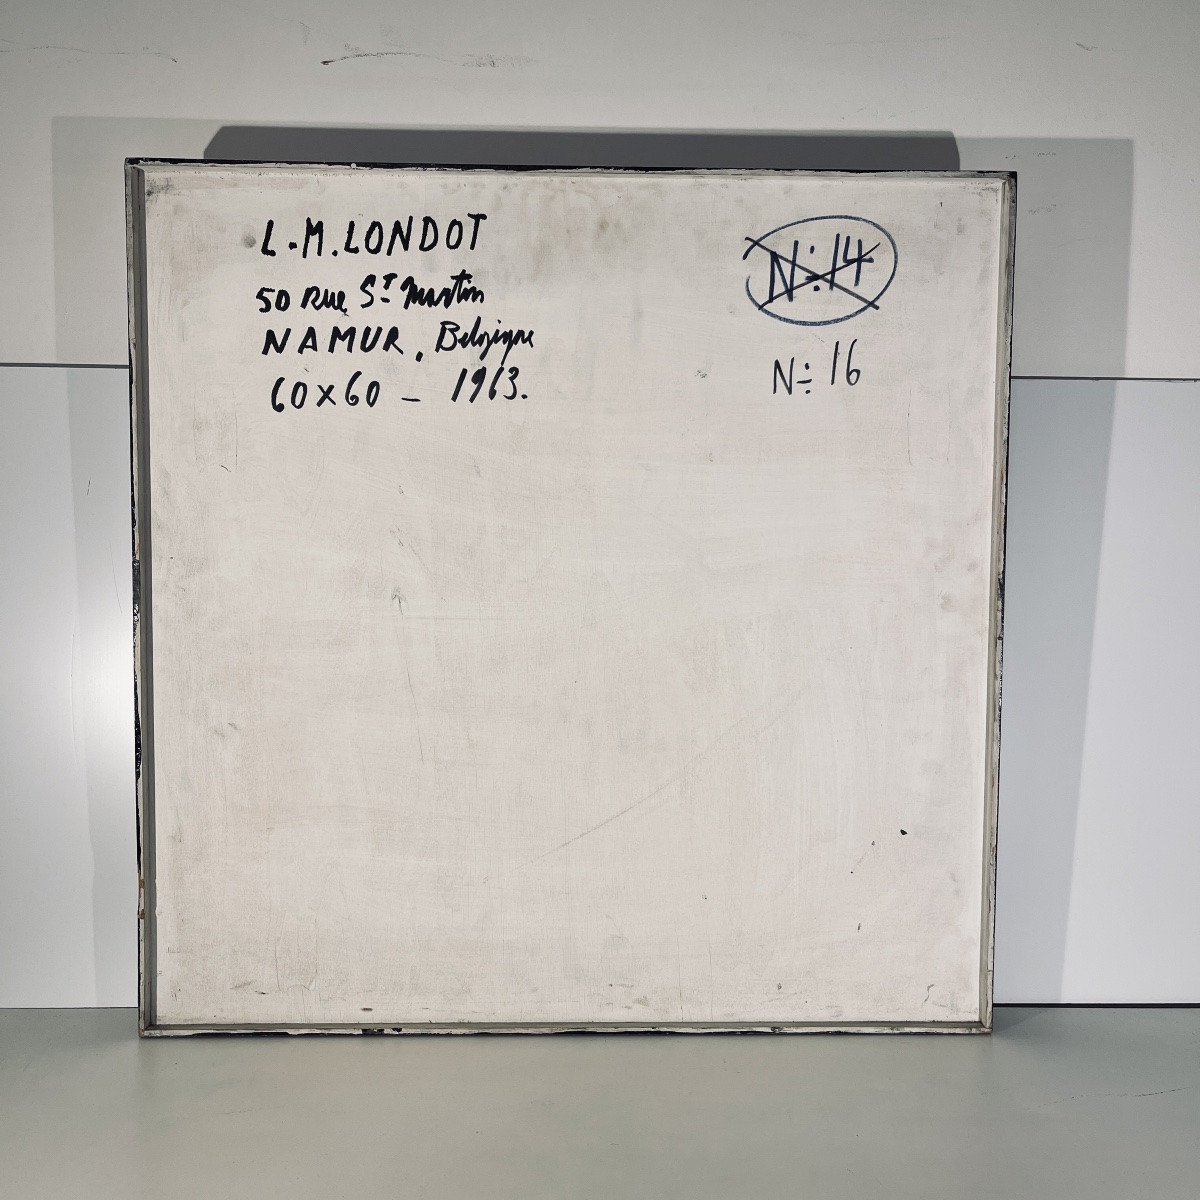 L.M.LONDOT
50 Rue St Martin
NAMUR, Belgique
60x60 - 1963.
N: 14
N: 16